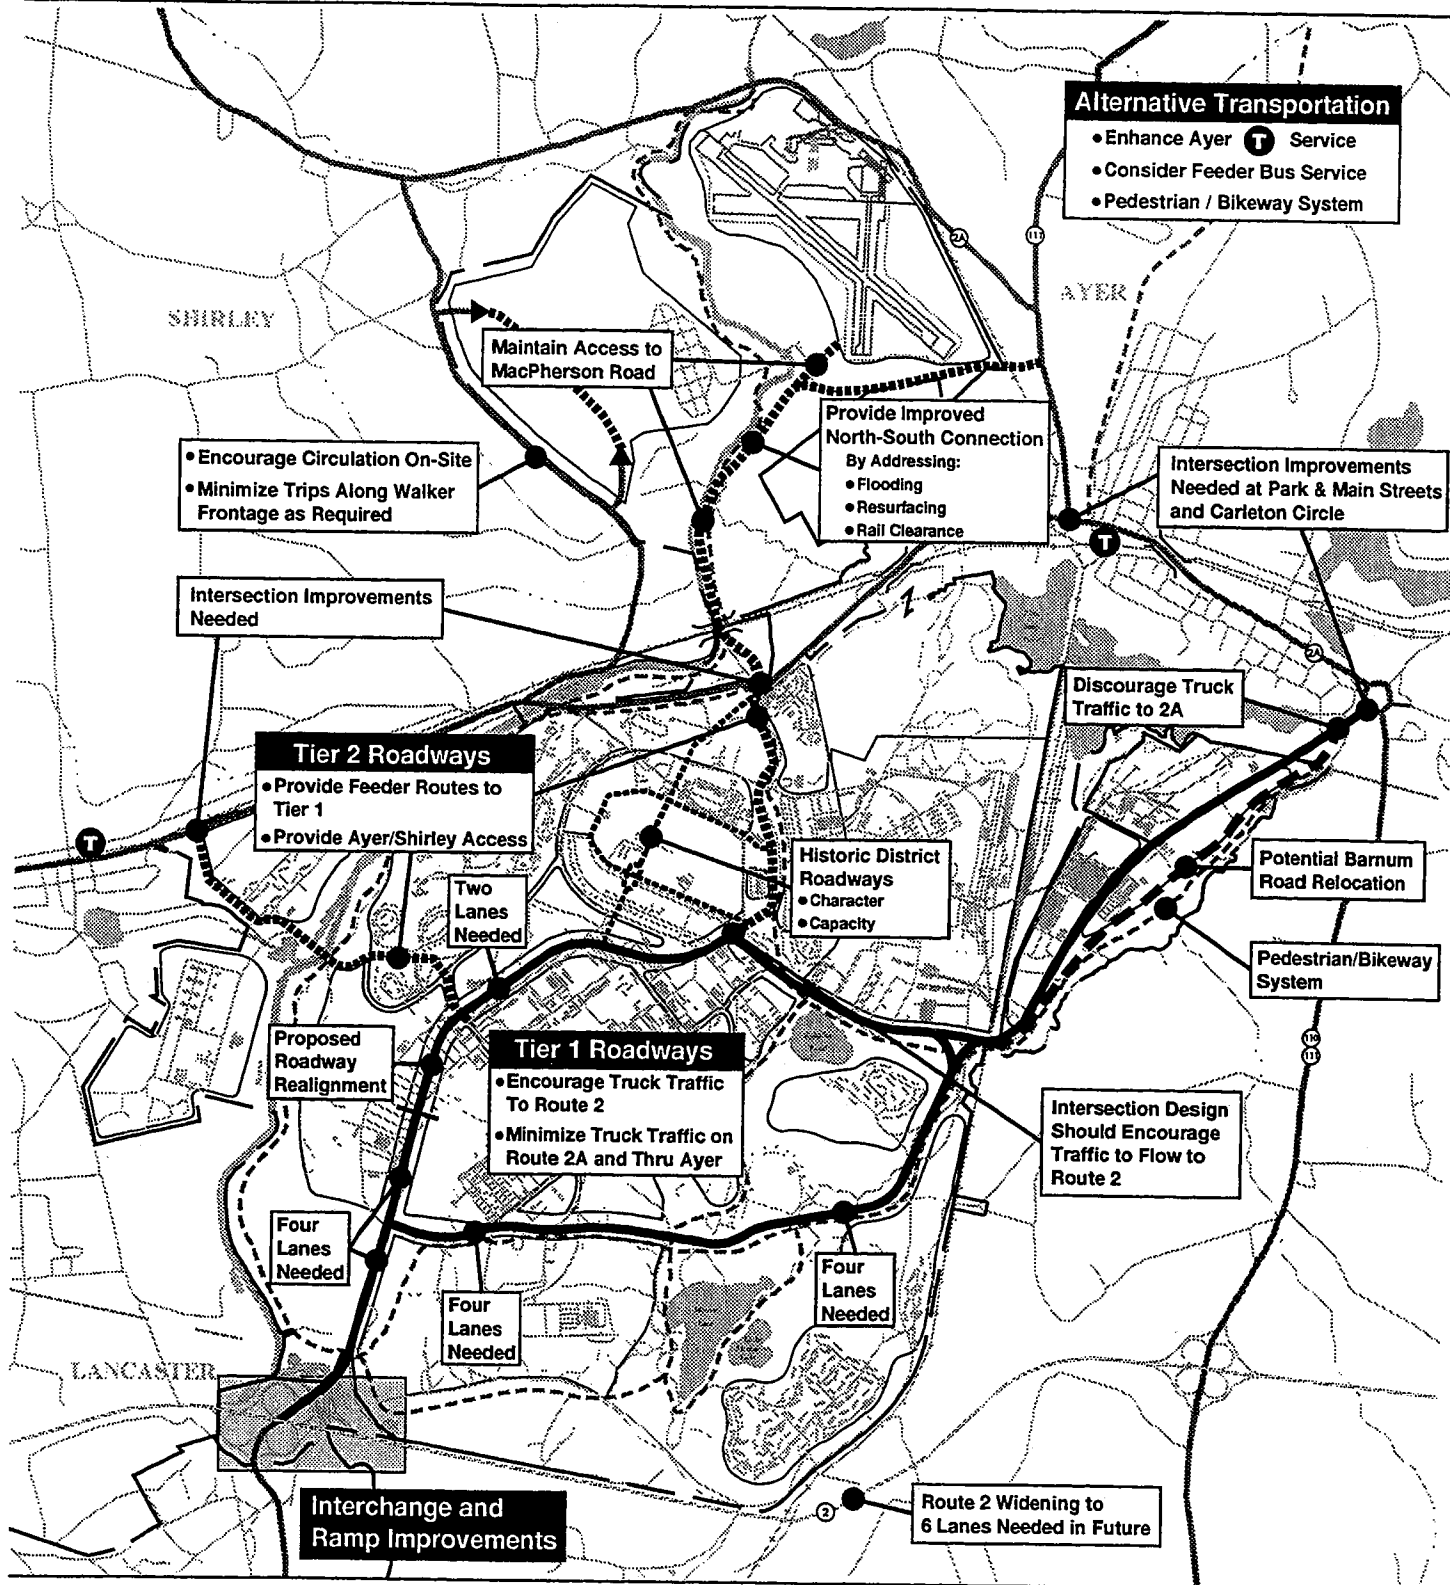 Alternative Transportation
• Enhance Ayer T Service
• Consider Feeder Bus Service
• Pedestrian / Bikeway System
2A
111
AYER
SHIRLEY
Maintain Access to
MacPherson Road
Provide Improved
North-South Connection
By Addressing:
• Flooding
• Resurfacing
• Rail Clearance
• Encourage Circulation On-Site
• Minimize Trips Along Walker
Frontage as Required
Intersection Improvements
Needed at Park & Main Streets
and Carleton Circle
T
Intersection Improvements
Needed
2A
Discourage Truck
Traffic to 2A
Tier 2 Roadways
• Provide Feeder Routes to
Tier 1
• Provide Ayer/Shirley Access
T
Two
Lanes
Needed
Historic District
Roadways
• Character
• Capacity
Potential Barnum
Road Relocation
Pedestrian/Bikeway
System
Proposed
Roadway
Realignment
Tier 1 Roadways
• Encourage Truck Traffic
To Route 2
• Minimize Truck Traffic on
Route 2A and Thru Ayer
110
111
Intersection Design
Should Encourage
Traffic to Flow to
Route 2
Four
Lanes
Needed
Four
Lanes
Needed
Four
Lanes
Needed
LANCASTER
Interchange and
Ramp Improvements
2
Route 2 Widening to
6 Lanes Needed in Future